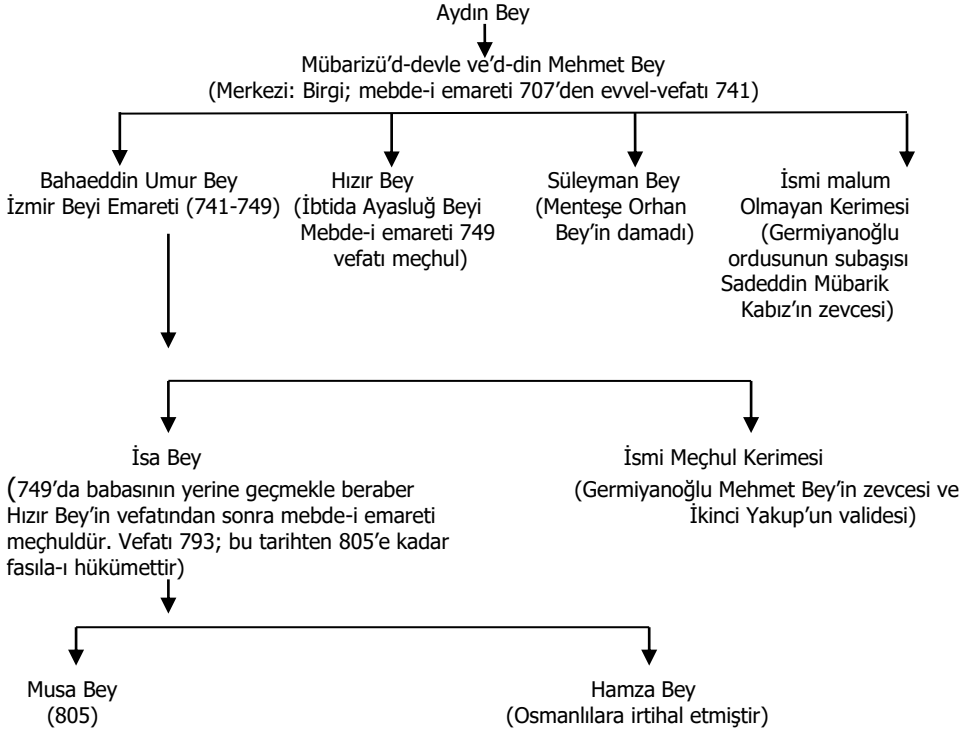 Aydın Bey
Mübarizü’d-devle ve’d-din Mehmet Bey
(Merkezi: Birgi; mebde-i emareti 707’den evvel-vefatı 741)
Bahaeddin Umur Bey
İzmir Beyi Emareti (741-749)
Hızır Bey
(İbtida Ayasluğ Beyi
Mebde-i emareti 749
vefatı meçhul)
Süleyman Bey
(Menteşe Orhan
Bey’in damadı)
İsmi malum
Olmayan Kerimesi
(Germiyanoğlu
ordusunun subaşısı
Sadeddin Mübarik
Kabız’ın zevcesi)
İsa Bey
(749’da babasının yerine geçmekle beraber
Hızır Bey’in vefatından sonra mebde-i emareti
meçhuldür. Vefatı 793; bu tarihten 805’e kadar
fasıla-ı hükümettir)
İsmi Meçhul Kerimesi
(Germiyanoğlu Mehmet Bey’in zevcesi ve
İkinci Yakup’un validesi)
Musa Bey
(805)
Hamza Bey
(Osmanlılara irtihal etmiştir)